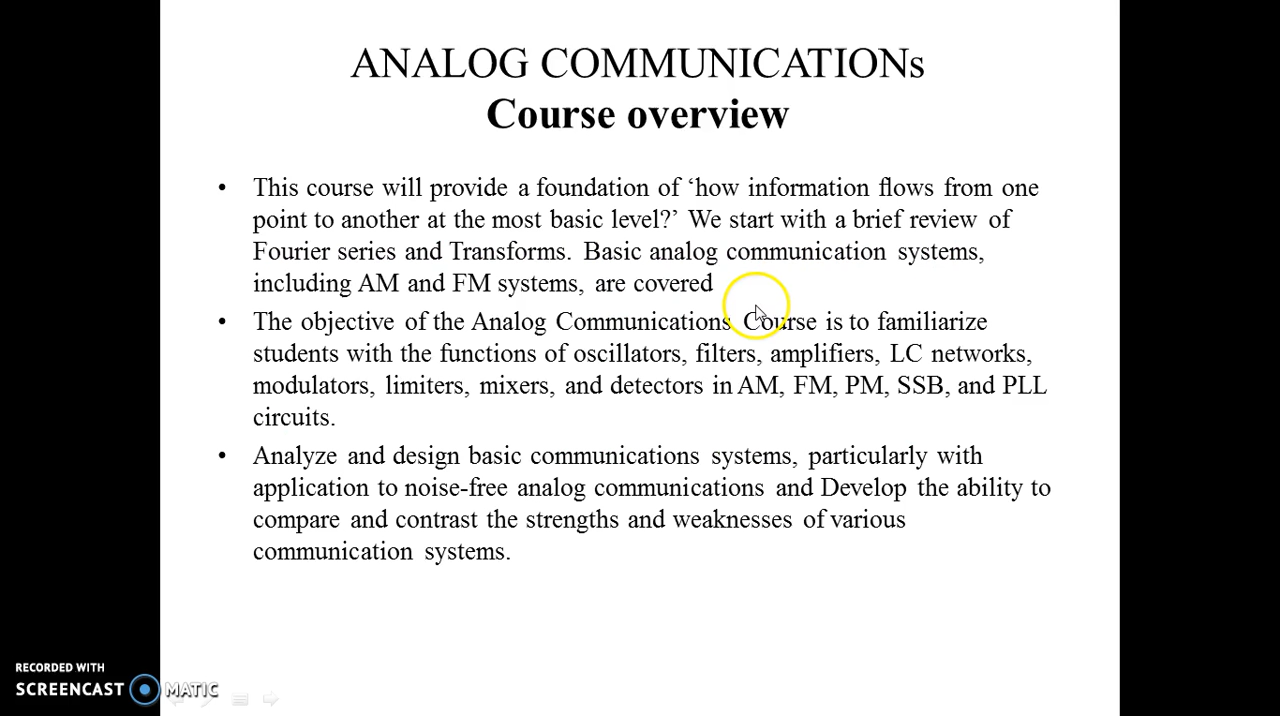 ANALOG COMMUNICATIONs
Course overview
• This course will provide a foundation of ‘how information flows from one
point to another at the most basic level?’ We start with a brief review of
Fourier series and Transforms. Basic analog communication systems,
including AM and FM systems, are covered
• The objective of the Analog Communications Course is to familiarize
students with the functions of oscillators, filters, amplifiers, LC networks,
modulators, limiters, mixers, and detectors in AM, FM, PM, SSB, and PLL
circuits.
• Analyze and design basic communications systems, particularly with
application to noise-free analog communications and Develop the ability to
compare and contrast the strengths and weaknesses of various
communication systems.
RECORDED WITH
SCREENCAST MATIC